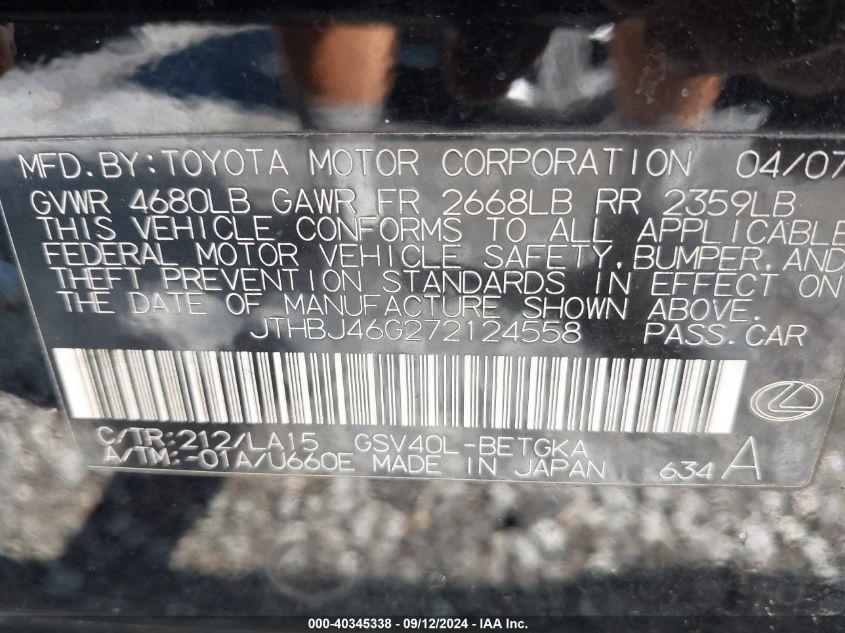 MFD.BY:TOYOTA MOTOR CORPORATION 04/07
GVWR 4680LB GAWR FR 2668LB RR 2359LB
THIS VEHICLE CONFORMS TO ALL APPLICABLE
FEDERAL MOTOR VEHICLE SAFETY,BUMPER,AND
THEFT PREVENTION STANDARDS IN EFFECT ON
THE DATE OF MANUFACTURE SHOWN ABOVE.
JTHBJ46G272124558 PASS.CAR
C/TR:212/LA15 GSV40L-BETGKA
A/TM:-01A/U660E MADE IN JAPAN 634 A
000-40345338 - 09/12/2024 - IAA Inc.